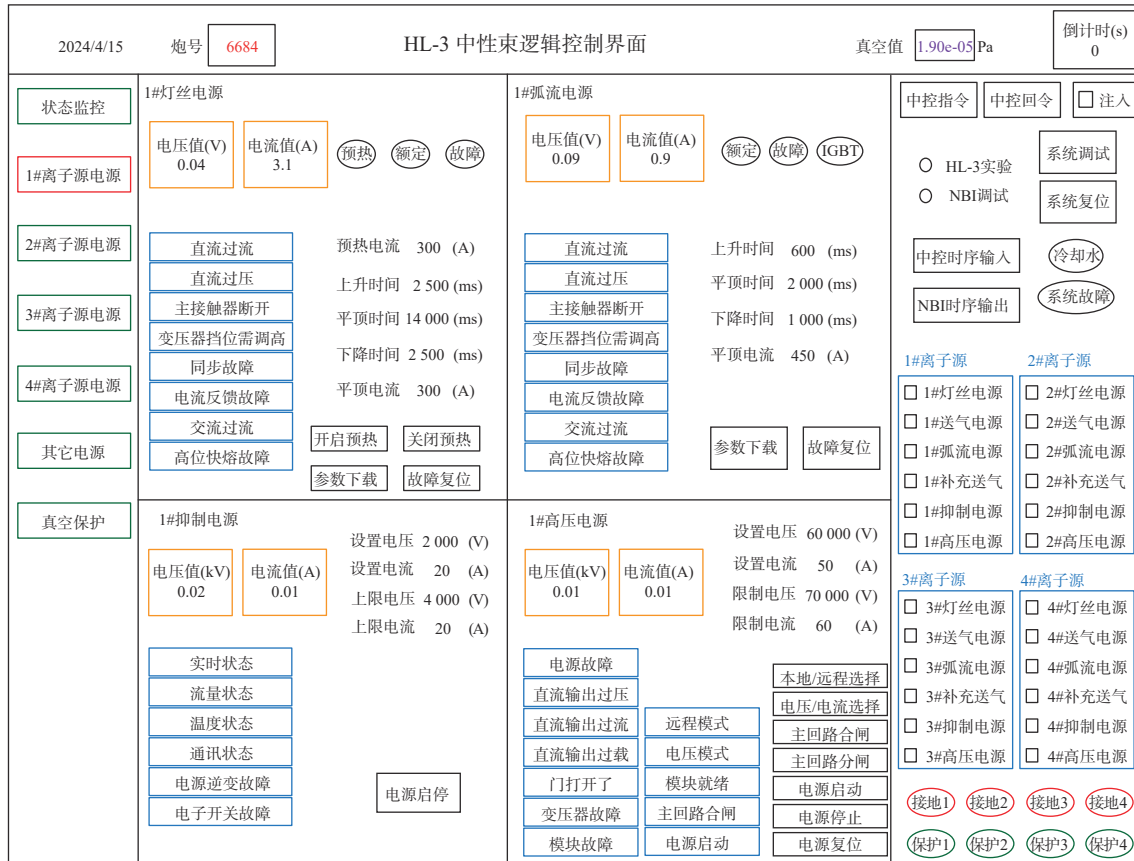 2024/4/15 炮号 6684 HL-3 中性束逻辑控制界面 真空值 1.90e-05 Pa 倒计时(s)
0
状态监控
1#离子源电源
2#离子源电源
3#离子源电源
4#离子源电源
其它电源
真空保护
1#灯丝电源
电压值(V)
0.04
电流值(A)
3.1
预热 额定 故障
直流过流
直流过压
主接触器断开
变压器挡位需调高
同步故障
电流反馈故障
交流过流
高位快熔故障
预热电流 300 (A)
上升时间 2 500 (ms)
平顶时间 14 000 (ms)
下降时间 2 500 (ms)
平顶电流 300 (A)
开启预热 关闭预热
参数下载 故障复位
1#弧流电源
电压值(V)
0.09
电流值(A)
0.9
额定 故障 IGBT
直流过流
直流过压
主接触器断开
变压器挡位需调高
同步故障
电流反馈故障
交流过流
高位快熔故障
上升时间 600 (ms)
平顶时间 2 000 (ms)
下降时间 1 000 (ms)
平顶电流 450 (A)
参数下载 故障复位
1#抑制电源
电压值(kV)
0.02
电流值(A)
0.01
设置电压 2 000 (V)
设置电流 20 (A)
上限电压 4 000 (V)
上限电流 20 (A)
实时状态
流量状态
温度状态
通讯状态
电源逆变故障
电子开关故障
电源启停
1#高压电源
电压值(kV)
0.01
电流值(A)
0.01
设置电压 60 000 (V)
设置电流 50 (A)
限制电压 70 000 (V)
限制电流 60 (A)
电源故障
直流输出过压
直流输出过流
直流输出过载
门打开了
变压器故障
模块故障
远程模式
电压模式
模块就绪
主回路合闸
电源启动
本地/远程选择
电压/电流选择
主回路合闸
主回路分闸
电源启动
电源停止
电源复位
中控指令 中控回令 注入
HL-3实验
NBI调试
系统调试
系统复位
中控时序输入 冷却水
NBI时序输出 系统故障
1#离子源
1#灯丝电源
1#送气电源
1#弧流电源
1#补充送气
1#抑制电源
1#高压电源
2#离子源
2#灯丝电源
2#送气电源
2#弧流电源
2#补充送气
2#抑制电源
2#高压电源
3#离子源
3#灯丝电源
3#送气电源
3#弧流电源
3#补充送气
3#抑制电源
3#高压电源
4#离子源
4#灯丝电源
4#送气电源
4#弧流电源
4#补充送气
4#抑制电源
4#高压电源
接地1 接地2 接地3 接地4
保护1 保护2 保护3 保护4